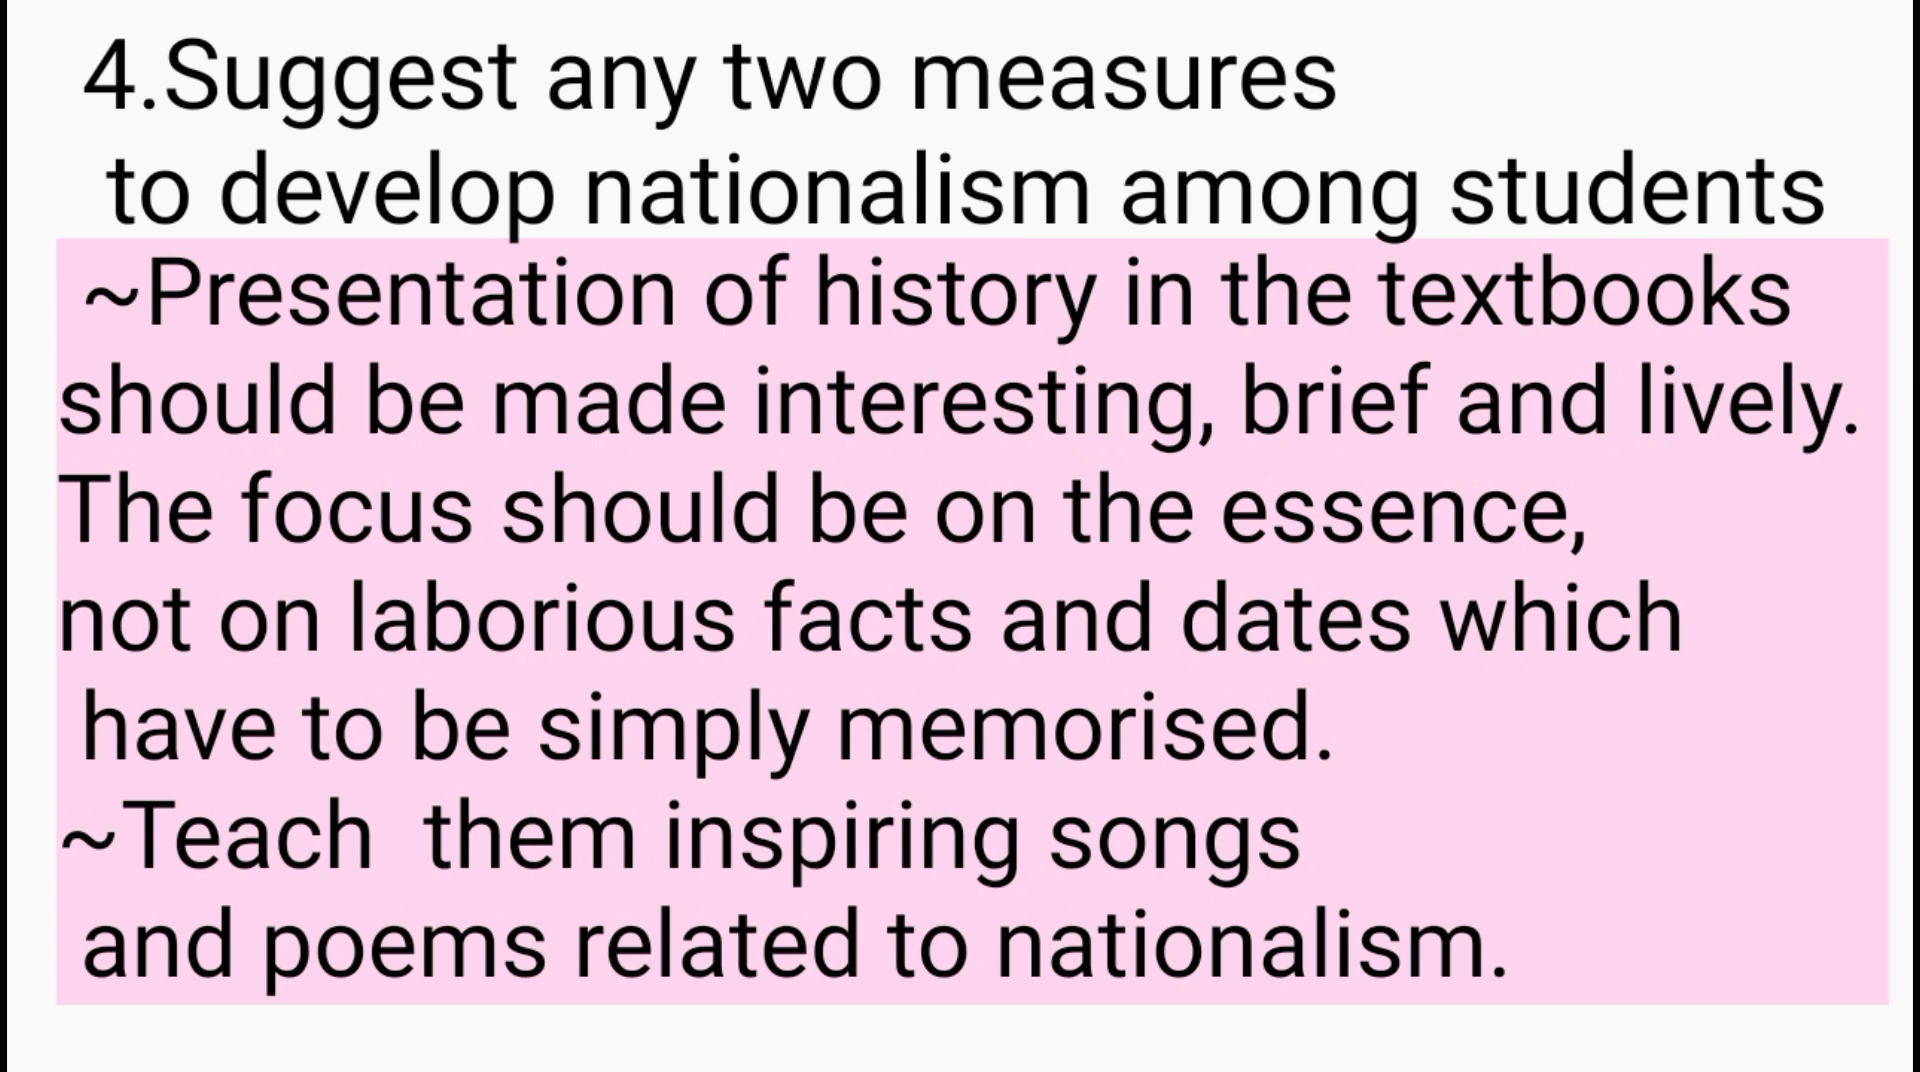 4.Suggest any two measures
to develop nationalism among students
~Presentation of history in the textbooks
should be made interesting, brief and lively.
The focus should be on the essence,
not on laborious facts and dates which
have to be simply memorised.
~Teach  them inspiring songs
and poems related to nationalism.